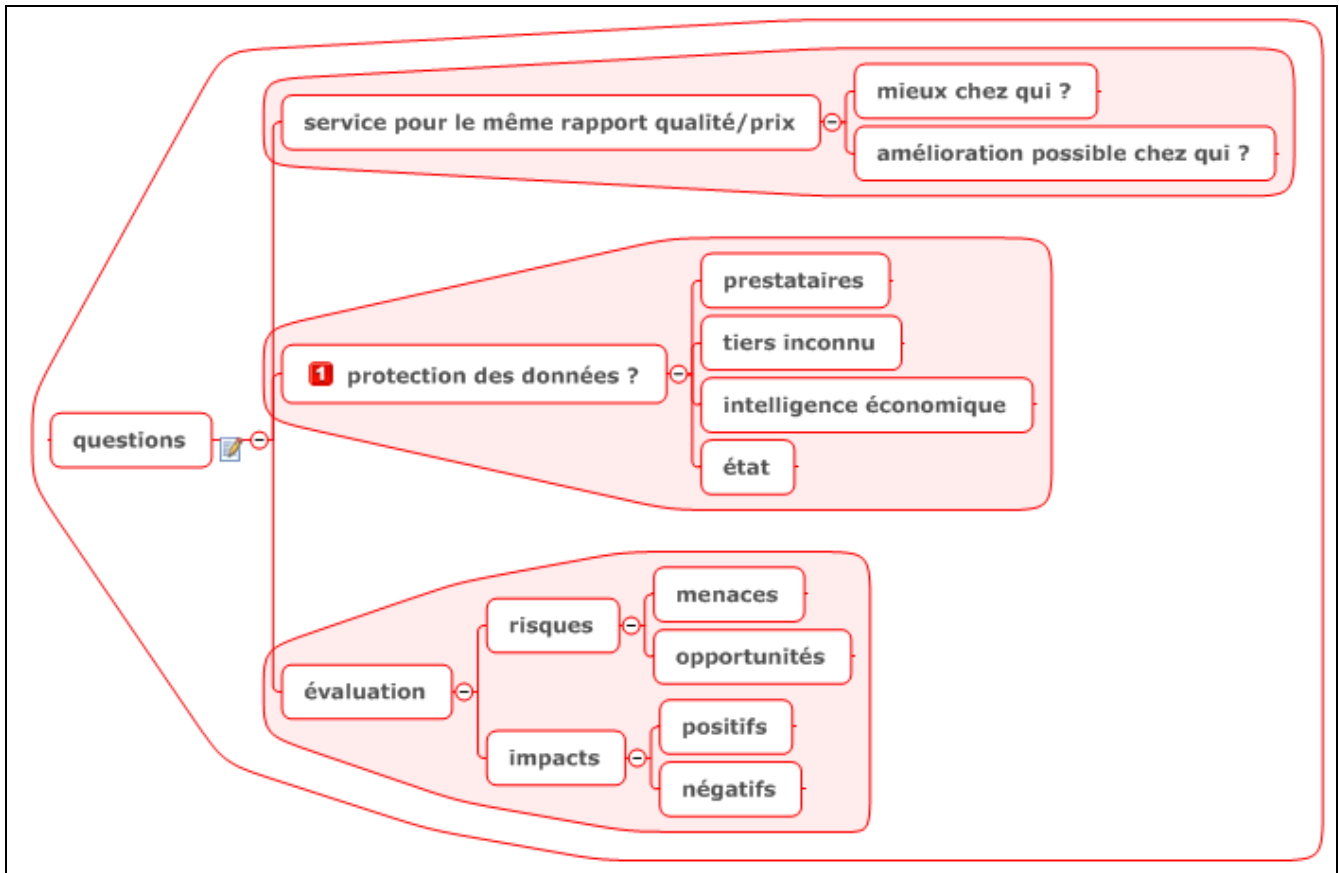 questions
service pour le même rapport qualité/prix
mieux chez qui ?
amélioration possible chez qui ?
1 protection des données ?
prestataires
tiers inconnu
intelligence économique
état
évaluation
risques
menaces
opportunités
impacts
positifs
négatifs